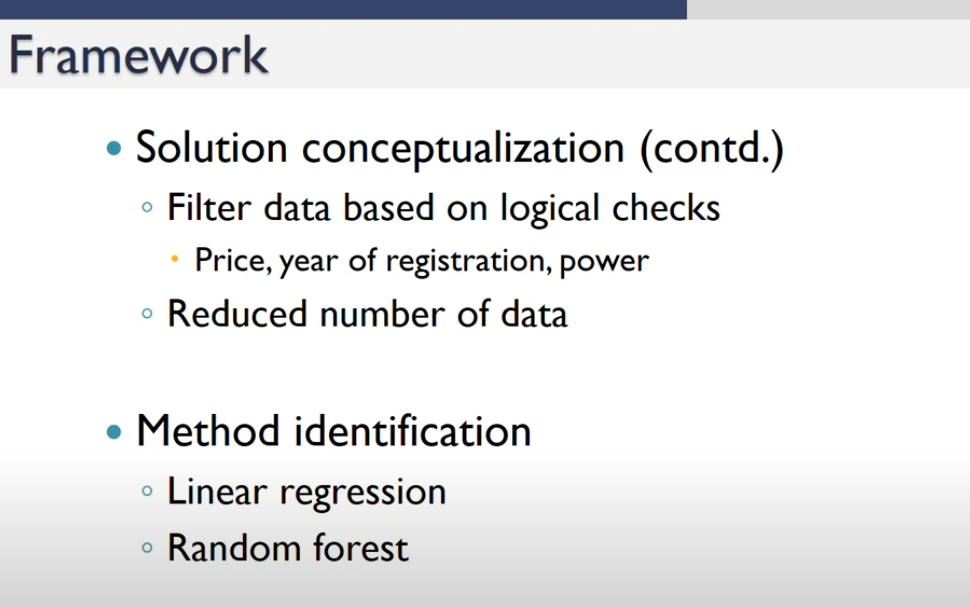 Framework
Solution conceptualization (contd.)
Filter data based on logical checks
Price, year of registration, power
Reduced number of data
Method identification
Linear regression
Random forest